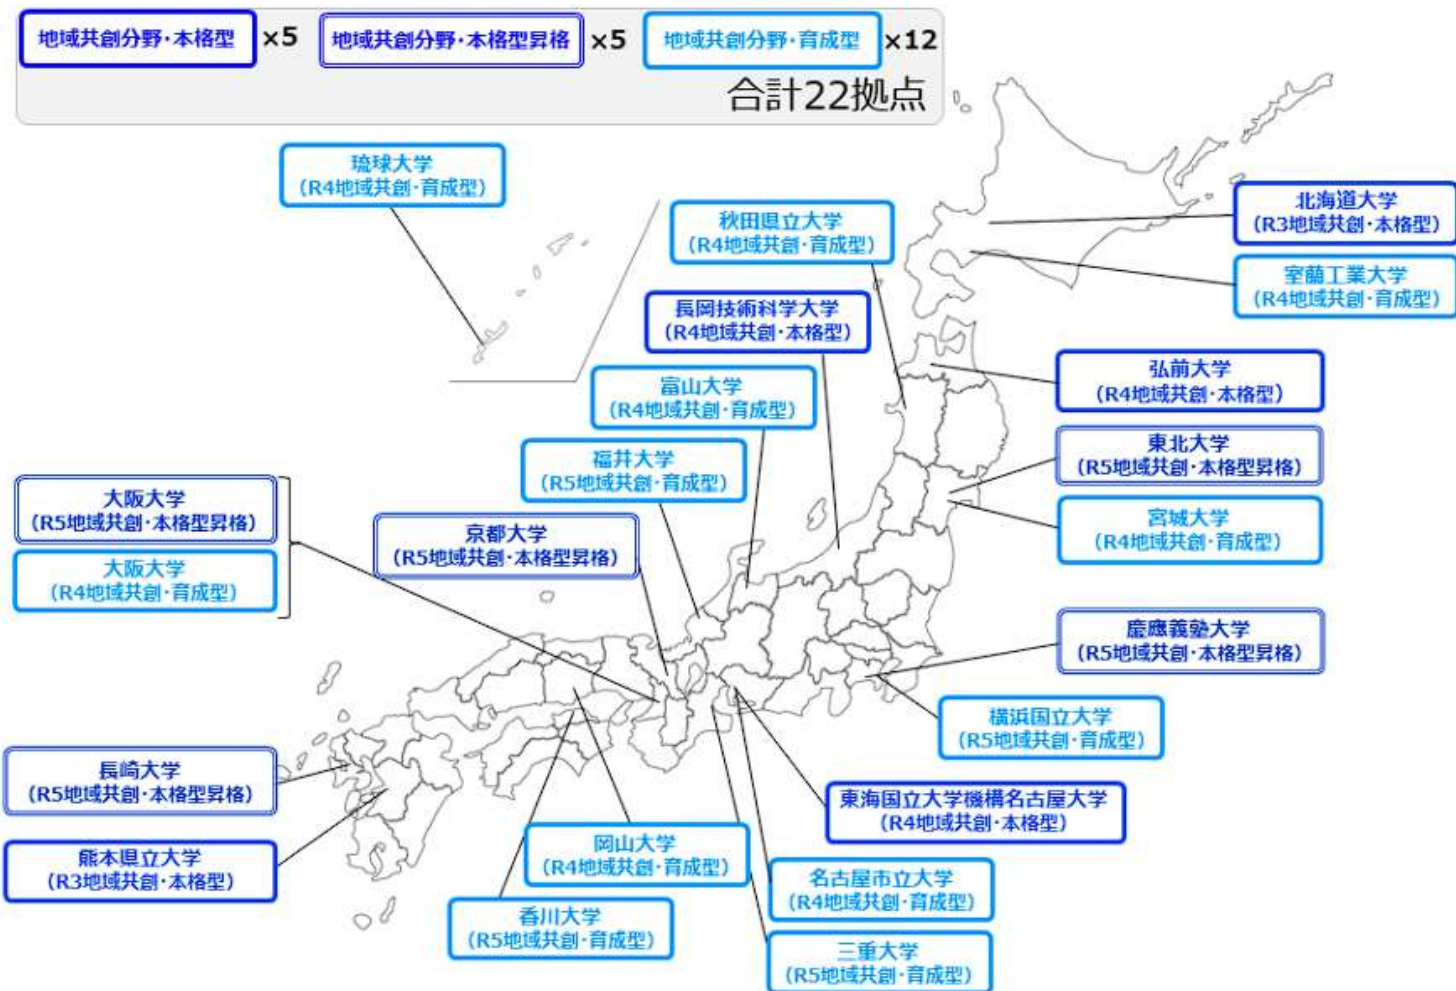 地域共創分野・本格型 ×5 地域共創分野・本格型昇格 ×5 地域共創分野・育成型 ×12
合計22拠点
琉球大学
(R4地域共創・育成型)
秋田県立大学
(R4地域共創・育成型)
北海道大学
(R3地域共創・本格型)
室蘭工業大学
(R4地域共創・育成型)
長岡技術科学大学
(R4地域共創・本格型)
弘前大学
(R4地域共創・本格型)
富山大学
(R4地域共創・育成型)
東北大学
(R5地域共創・本格型昇格)
福井大学
(R5地域共創・育成型)
大阪大学
(R5地域共創・本格型昇格)
大阪大学
(R4地域共創・育成型)
京都大学
(R5地域共創・本格型昇格)
宮城大学
(R4地域共創・育成型)
慶應義塾大学
(R5地域共創・本格型昇格)
横浜国立大学
(R5地域共創・育成型)
長崎大学
(R5地域共創・本格型昇格)
東海国立大学機構名古屋大学
(R4地域共創・本格型)
熊本県立大学
(R3地域共創・本格型)
岡山大学
(R4地域共創・育成型)
名古屋市立大学
(R4地域共創・育成型)
香川大学
(R5地域共創・育成型)
三重大学
(R5地域共創・育成型)